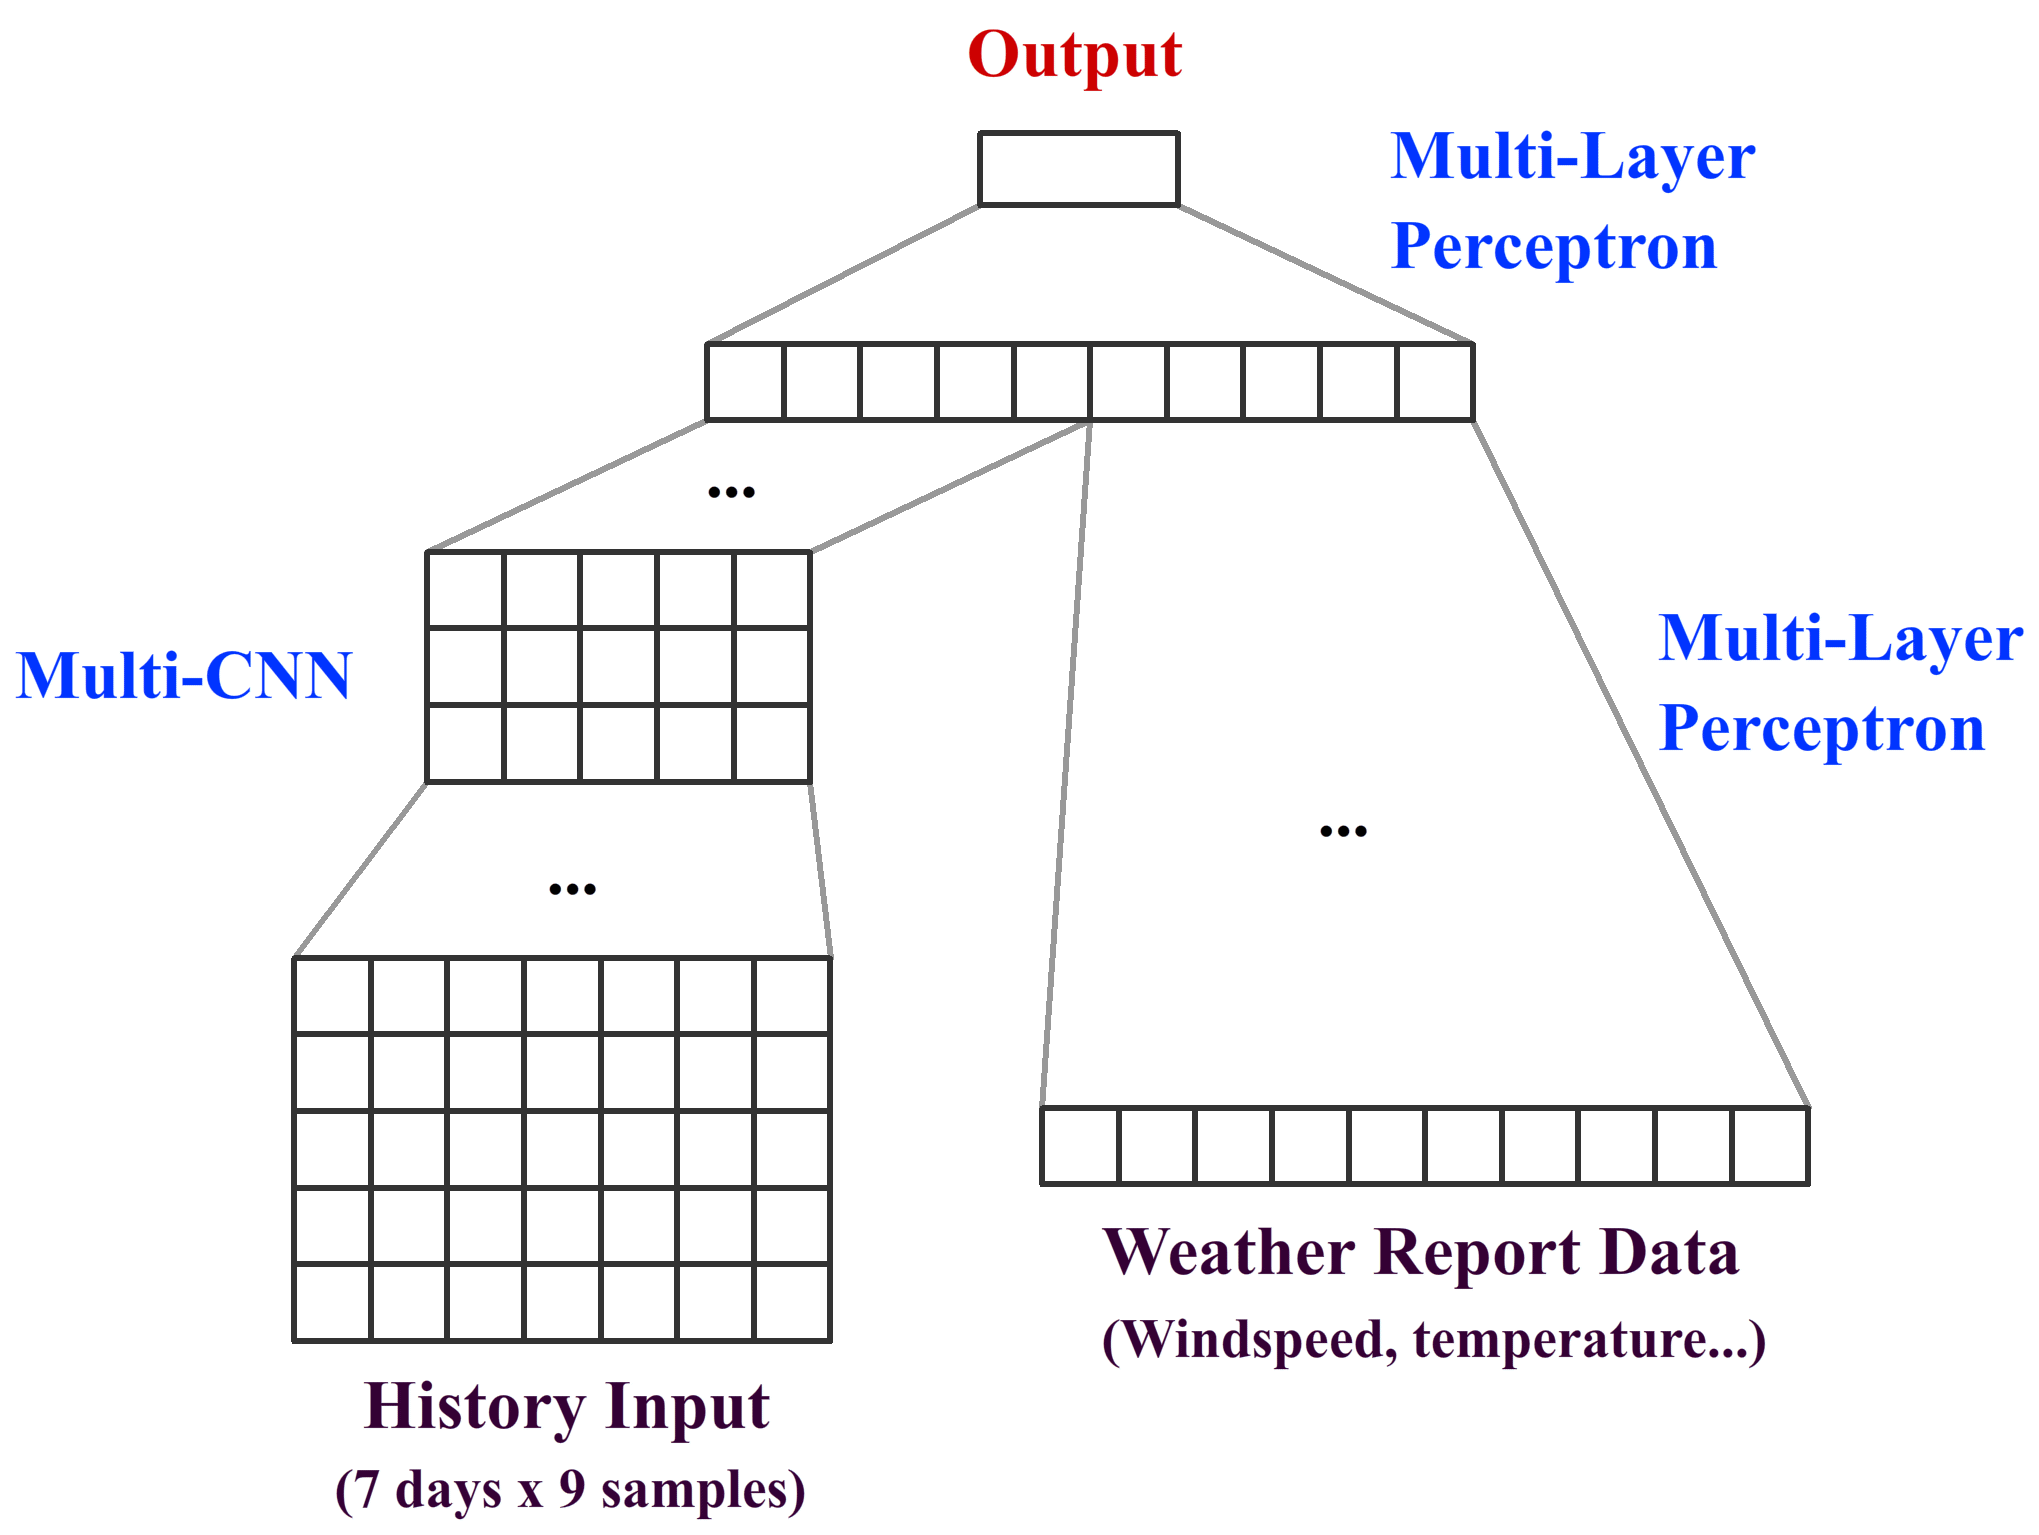 Output
Multi-Layer
Perceptron
...
Multi-CNN
Multi-Layer
Perceptron
...
...
Weather Report Data
(Windspeed, temperature...)
History Input
(7 days x 9 samples)